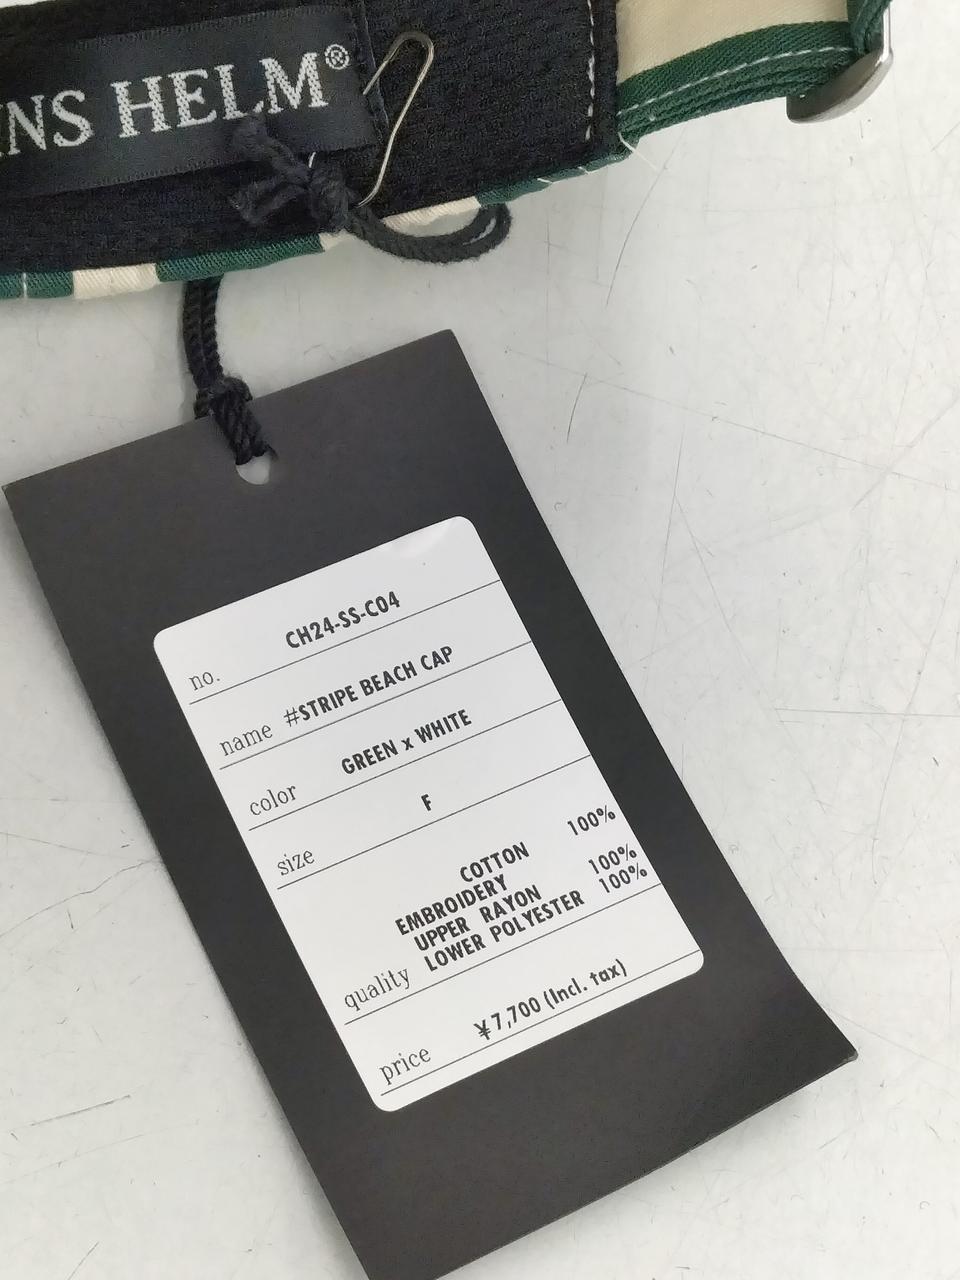 NS HELM®
no. CH24-SS-C04
name #STRIPE BEACH CAP
color GREEN x WHITE
size F
COTTON 100%
EMBROIDERY
UPPER RAYON 100%
LOWER POLYESTER 100%
quality
price ¥7,700 (Incl. tax)